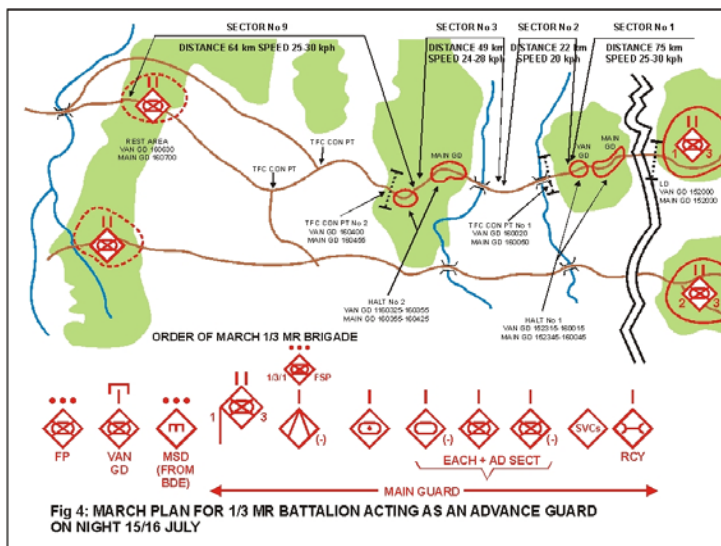 SECTOR No 9
DISTANCE 64 km SPEED 25-30 kph
SECTOR No 3
DISTANCE 49 km
SPEED 24-28 kph
SECTOR No 2
DISTANCE 22 km
SPEED 20 kph
SECTOR No 1
DISTANCE 75 km
SPEED 25-30 kph
REST AREA
VAN GD 160630
MAIN GD 160700
TFC CON PT
TFC CON PT
MAIN GD
VAN GD
MAIN GD
1 3
LD
VAN GD 152000
MAIN GD 152030
TFC CON PT No 2
VAN GD 160400
MAIN GD 160455
TFC CON PT No 1
VAN GD 160020
MAIN GD 160050
2 3
HALT No 2
VAN GD 1160325-160355
MAIN GD 160355-160425
HALT No 1
VAN GD 152315-160015
MAIN GD 152345-160045
ORDER OF MARCH 1/3 MR BRIGADE
1/3/1 FSP
1 3
(-)
(-)
(-)
SVCs
FP
VAN GD
MSD (FROM BDE)
EACH + AD SECT
RCY
MAIN GUARD
Fig 4: MARCH PLAN FOR 1/3 MR BATTALION ACTING AS AN ADVANCE GUARD
ON NIGHT 15/16 JULY